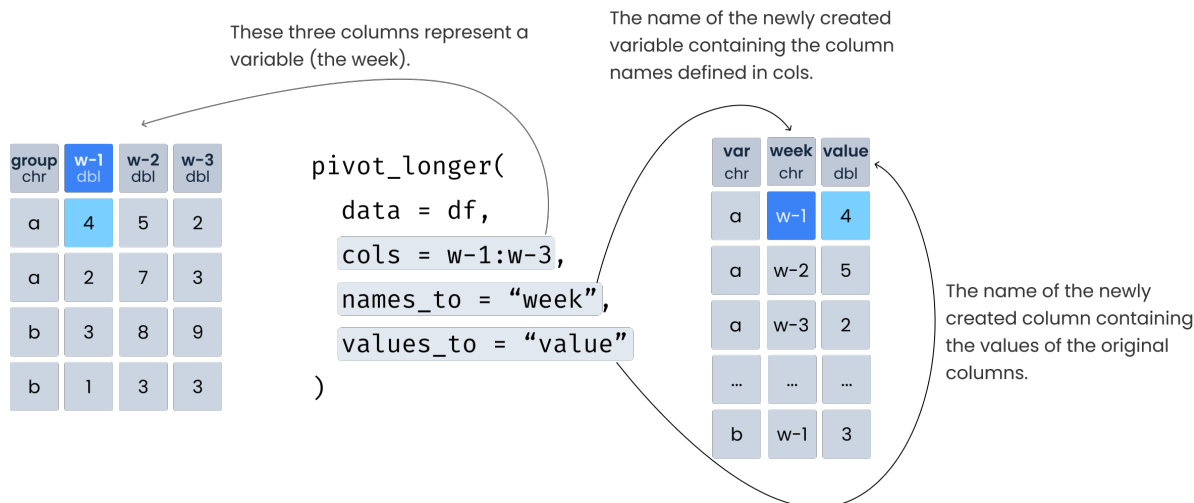 These three columns represent a
variable (the week).
The name of the newly created
variable containing the column
names defined in cols.
group w-1 w-2 w-3
chr dbl dbl dbl
a 4 5 2
a 2 7 3
b 3 8 9
b 1 3 3
pivot_longer(
data = df,
cols = w-1:w-3,
names_to = “week”,
values_to = “value”
)
var week value
chr chr dbl
a w-1 4
a w-2 5
a w-3 2
... ... ...
b w-1 3
The name of the newly
created column containing
the values of the original
columns.